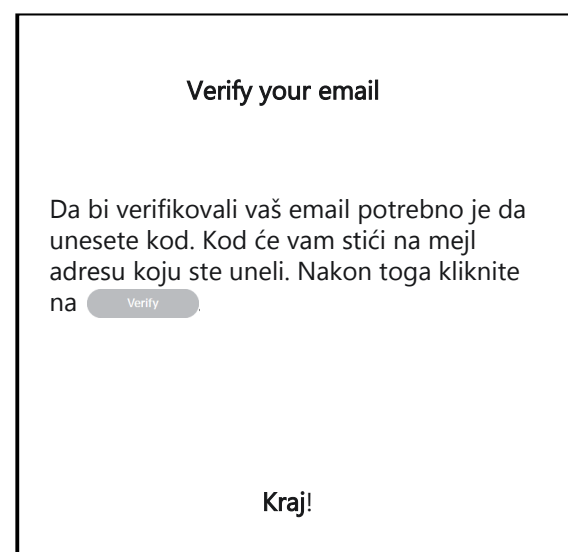 Verify your email
Da bi verifikovali vaš email potrebno je da
unesete kod. Kod će vam stići na mejl
adresu koju ste uneli. Nakon toga kliknite
na Verify.
Kraj!